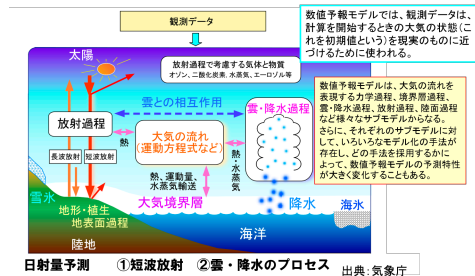 観測データ
数値予報モデルでは、観測データは、
計算を開始するときの大気の状態(こ
れを初期値という)を現実のものに近
づけるために使われる。
太陽
放射過程で考慮する気体と物質
オゾン、二酸化炭素、水蒸気、エーロゾル等
雲との相互作用
雲・降水過程
放射過程
熱
大気の流れ
(運動方程式など)
熱・水蒸気
長波放射
短波放射
熱、運動量、
水蒸気輸送
雪氷
地形・植生
地表面過程
大気境界層
降水
海氷
陸地
海洋
数値予報モデルは、大気の流れを
表現する力学過程、境界層過程、
雲・降水過程、放射過程、陸面過程
など様々なサブモデルからなる。
さらに、それぞれのサブモデルに対
して、いろいろなモデル化の手法が
存在し、どの手法を採用するかに
よって、数値予報モデルの予測特性
が大きく変化することもある。
日射量予測 ①短波放射 ②雲・降水のプロセス
出典:気象庁